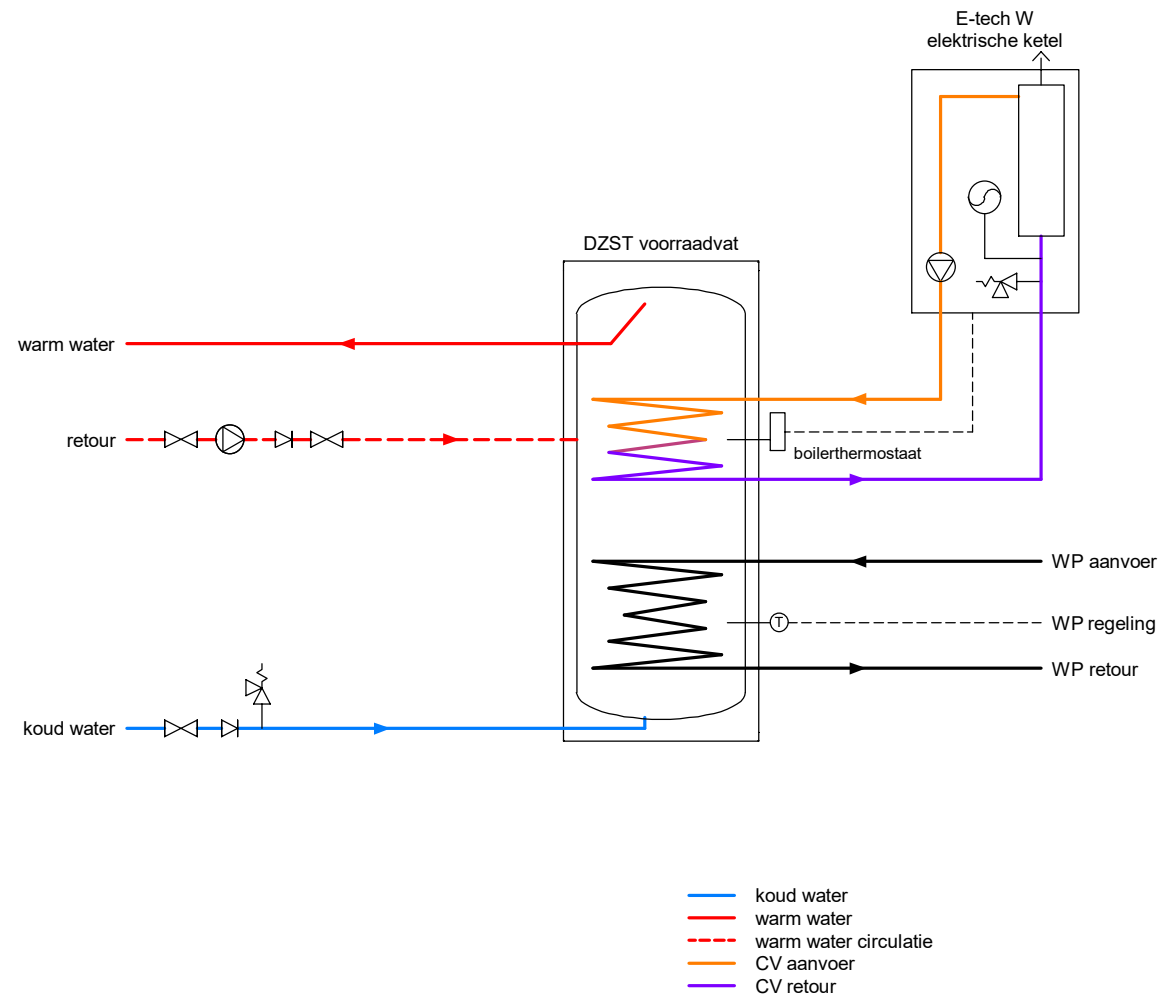 E-tech W
elektrische ketel
DZST voorraadvat
warm water
retour
boilerthermostaat
WP aanvoer
T
WP regeling
WP retour
koud water
koud water
warm water
warm water circulatie
CV aanvoer
CV retour